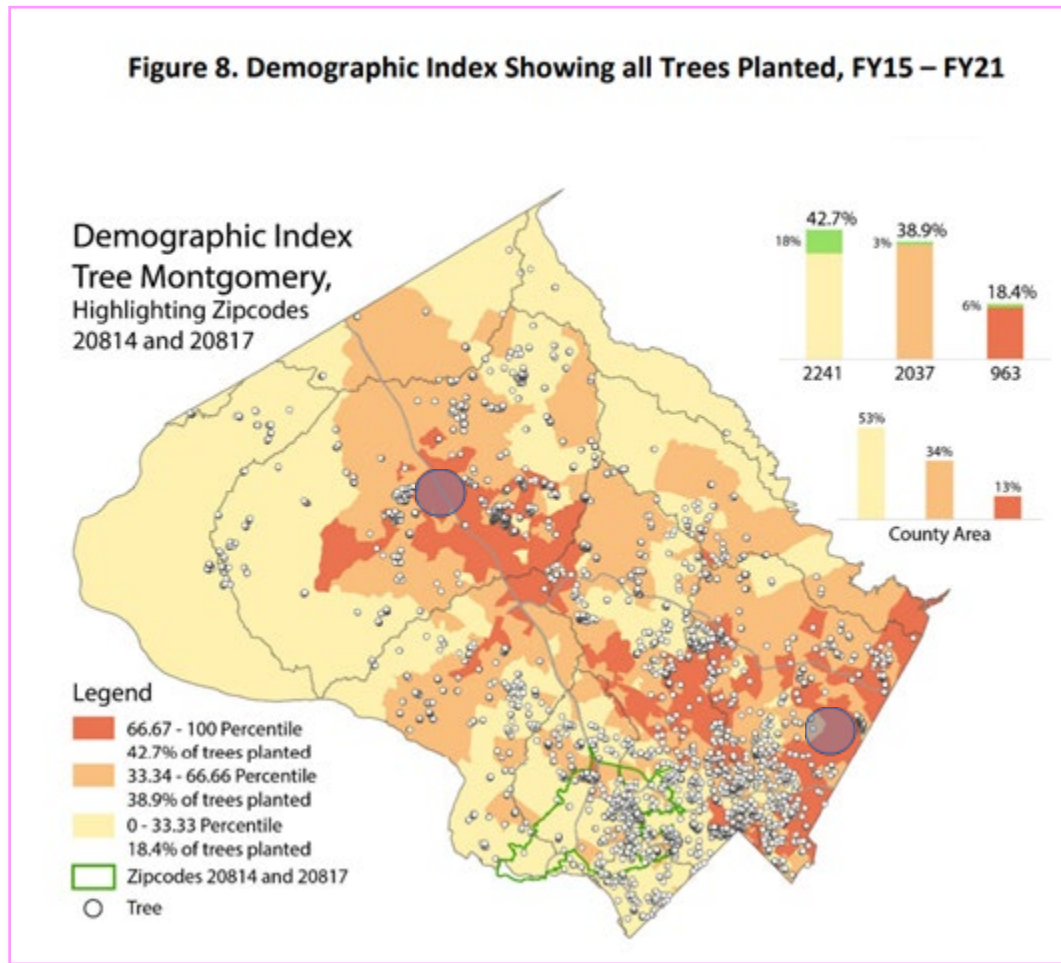 Figure 8. Demographic Index Showing all Trees Planted, FY15 – FY21
Demographic Index
Tree Montgomery,
Highlighting Zipcodes
20814 and 20817
42.7%
18%
38.9%
3%
18.4%
6%
2241
2037
963
53%
34%
13%
County Area
Legend
66.67 - 100 Percentile
42.7% of trees planted
33.34 - 66.66 Percentile
38.9% of trees planted
0 - 33.33 Percentile
18.4% of trees planted
Zipcodes 20814 and 20817
Tree